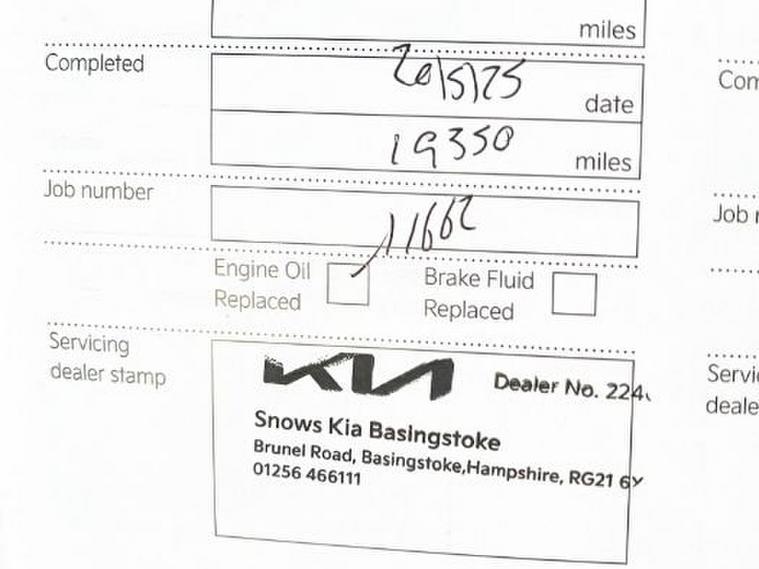 miles
Completed
20/5/25
date
19350
miles
Job number
11662
Engine Oil
Replaced
Brake Fluid
Replaced
Servicing
dealer stamp
KIA
Dealer No. 224
Snows Kia Basingstoke
Brunel Road, Basingstoke,Hampshire, RG21 6Y
01256 466111
Com
Job
Servi
deale